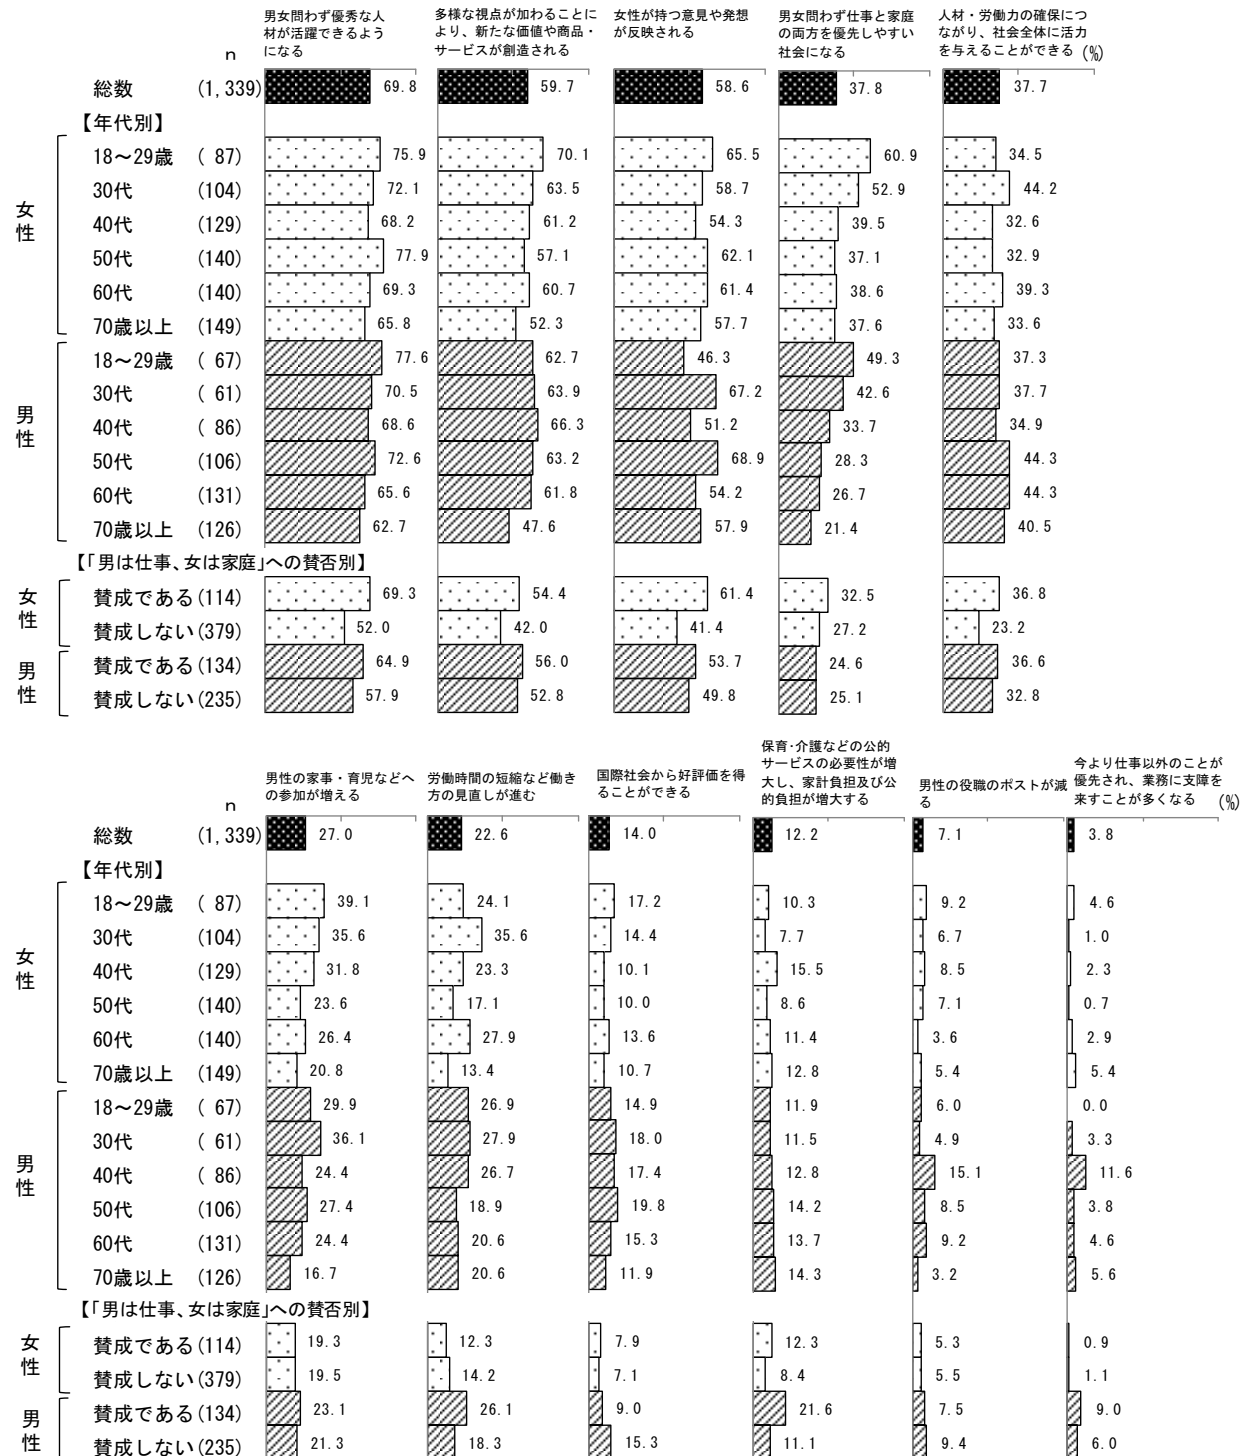 男女問わず優秀な人
材が活躍できるよう
になる
多様な視点が加わることに
より、新たな価値や商品・
サービスが創造される
女性が持つ意見や発想
が反映される
男女問わず仕事と家庭
の両方を優先しやすい
社会になる
人材・労働力の確保につ
ながり、社会全体に活力
を与えることができる (%)
n
総数 (1,339) 69.8 59.7 58.6 37.8 37.7
【年代別】
女性
18～29歳 ( 87) 75.9 70.1 65.5 60.9 34.5
30代 (104) 72.1 63.5 58.7 52.9 44.2
40代 (129) 68.2 61.2 54.3 39.5 32.6
50代 (140) 77.9 57.1 62.1 37.1 32.9
60代 (140) 69.3 60.7 61.4 38.6 39.3
70歳以上 (149) 65.8 52.3 57.7 37.6 33.6
男性
18～29歳 ( 67) 77.6 62.7 46.3 49.3 37.3
30代 ( 61) 70.5 63.9 67.2 42.6 37.7
40代 ( 86) 68.6 66.3 51.2 33.7 34.9
50代 (106) 72.6 63.2 68.9 28.3 44.3
60代 (131) 65.6 61.8 54.2 26.7 44.3
70歳以上 (126) 62.7 47.6 57.9 21.4 40.5
【「男は仕事、女は家庭」への賛否別】
女性
賛成である(114) 69.3 54.4 61.4 32.5 36.8
賛成しない(379) 52.0 42.0 41.4 27.2 23.2
男性
賛成である(134) 64.9 56.0 53.7 24.6 36.6
賛成しない(235) 57.9 52.8 49.8 25.1 32.8
男性の家事・育児などへ
の参加が増える
労働時間の短縮など働き
方の見直しが進む
国際社会から好評価を得
ることができる
保育・介護などの公的
サービスの必要性が増
大し、家計負担及び公
的負担が増大する
男性の役職のポストが減
る
今より仕事以外のことが
優先され、業務に支障を
来すことが多くなる (%)
n
総数 (1,339) 27.0 22.6 14.0 12.2 7.1 3.8
【年代別】
女性
18～29歳 ( 87) 39.1 24.1 17.2 10.3 9.2 4.6
30代 (104) 35.6 35.6 14.4 7.7 6.7 1.0
40代 (129) 31.8 23.3 10.1 15.5 8.5 2.3
50代 (140) 23.6 17.1 10.0 8.6 7.1 0.7
60代 (140) 26.4 27.9 13.6 11.4 3.6 2.9
70歳以上 (149) 20.8 13.4 10.7 12.8 5.4 5.4
男性
18～29歳 ( 67) 29.9 26.9 14.9 11.9 6.0 0.0
30代 ( 61) 36.1 27.9 18.0 11.5 4.9 3.3
40代 ( 86) 24.4 26.7 17.4 12.8 15.1 11.6
50代 (106) 27.4 18.9 19.8 14.2 8.5 3.8
60代 (131) 24.4 20.6 15.3 13.7 9.2 4.6
70歳以上 (126) 16.7 20.6 11.9 14.3 3.2 5.6
【「男は仕事、女は家庭」への賛否別】
女性
賛成である(114) 19.3 12.3 7.9 12.3 5.3 0.9
賛成しない(379) 19.5 14.2 7.1 8.4 5.5 1.1
男性
賛成である(134) 23.1 26.1 9.0 21.6 7.5 9.0
賛成しない(235) 21.3 18.3 15.3 11.1 9.4 6.0